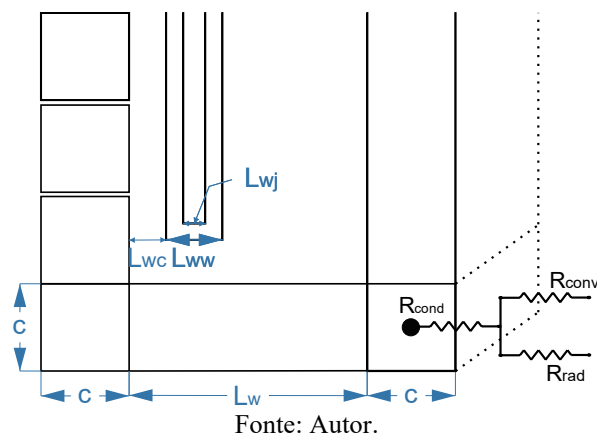 Lwj
Lwc Lww
Rconv
Rcond
c
Rrad
c Lw c
Fonte: Autor.